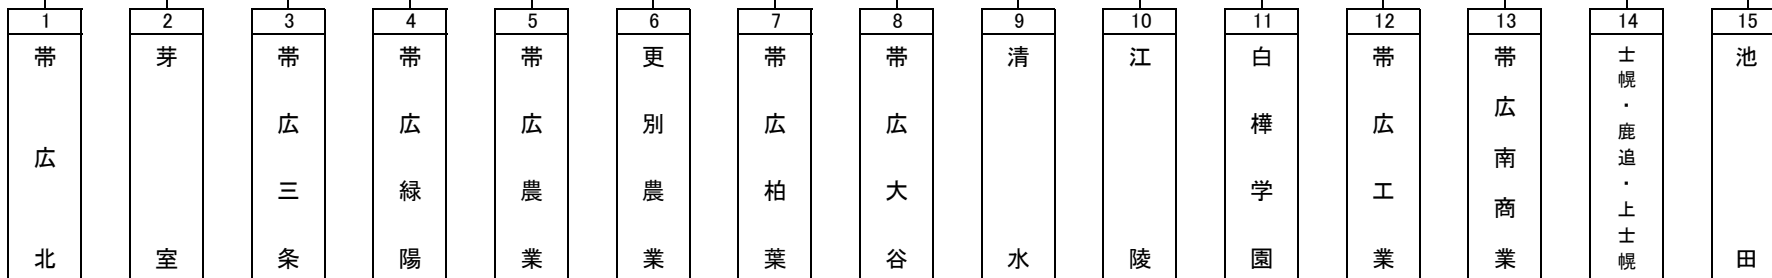 1
帯広北
2
芽室
3
帯広三条
4
帯広緑陽
5
帯広農業
6
更別農業
7
帯広柏葉
8
帯広大谷
9
清水
10
江陵
11
白樺学園
12
帯広工業
13
帯広南商業
14
士幌・鹿追・上士幌
15
池田